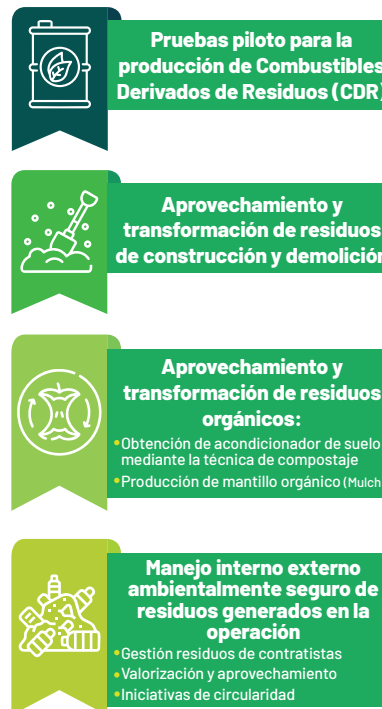 Pruebas piloto para la
producción de Combustibles
Derivados de Residuos (CDR)
Aprovechamiento y
transformación de residuos
de construcción y demolición
Aprovechamiento y
transformación de residuos
orgánicos:
•Obtención de acondicionador de suelo
mediante la técnica de compostaje
•Producción de mantillo orgánico (Mulch
Manejo interno externo
ambientalmente seguro de
residuos generados en la
operación
•Gestión residuos de contratistas
•Valorización y aprovechamiento
•Iniciativas de circularidad